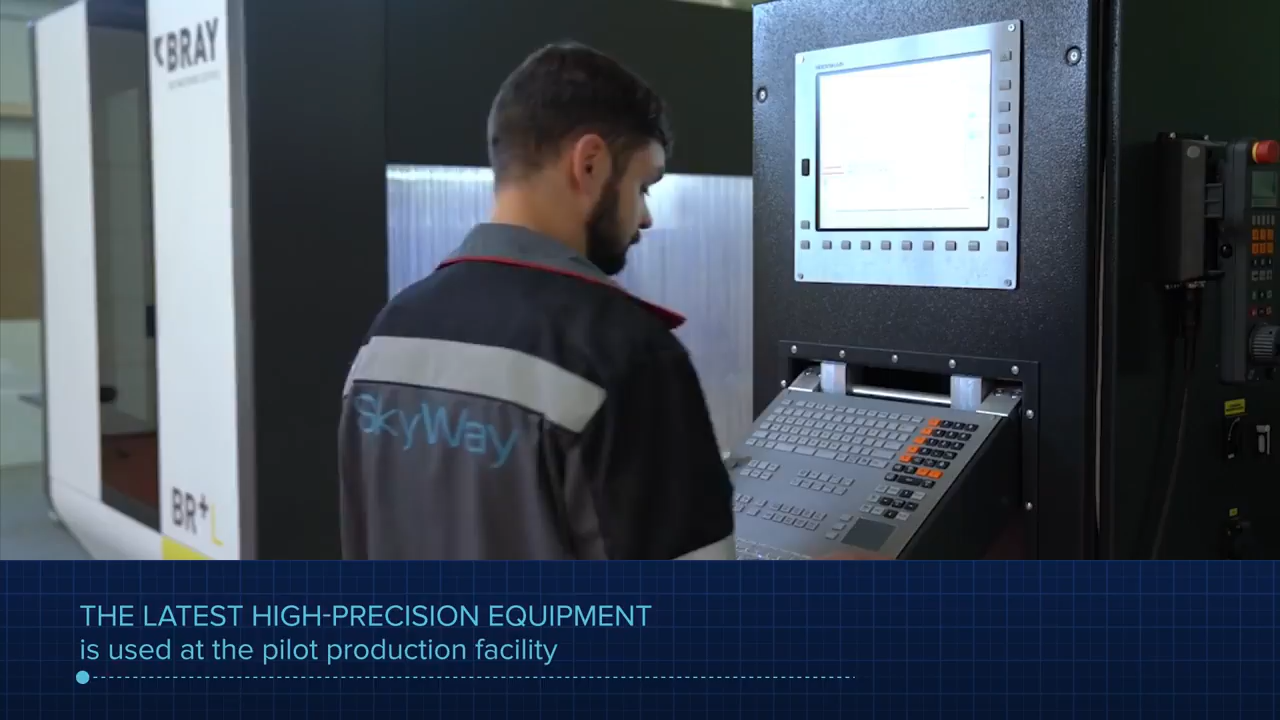 BRAY
SkyWay
BR+L
THE LATEST HIGH-PRECISION EQUIPMENT
is used at the pilot production facility